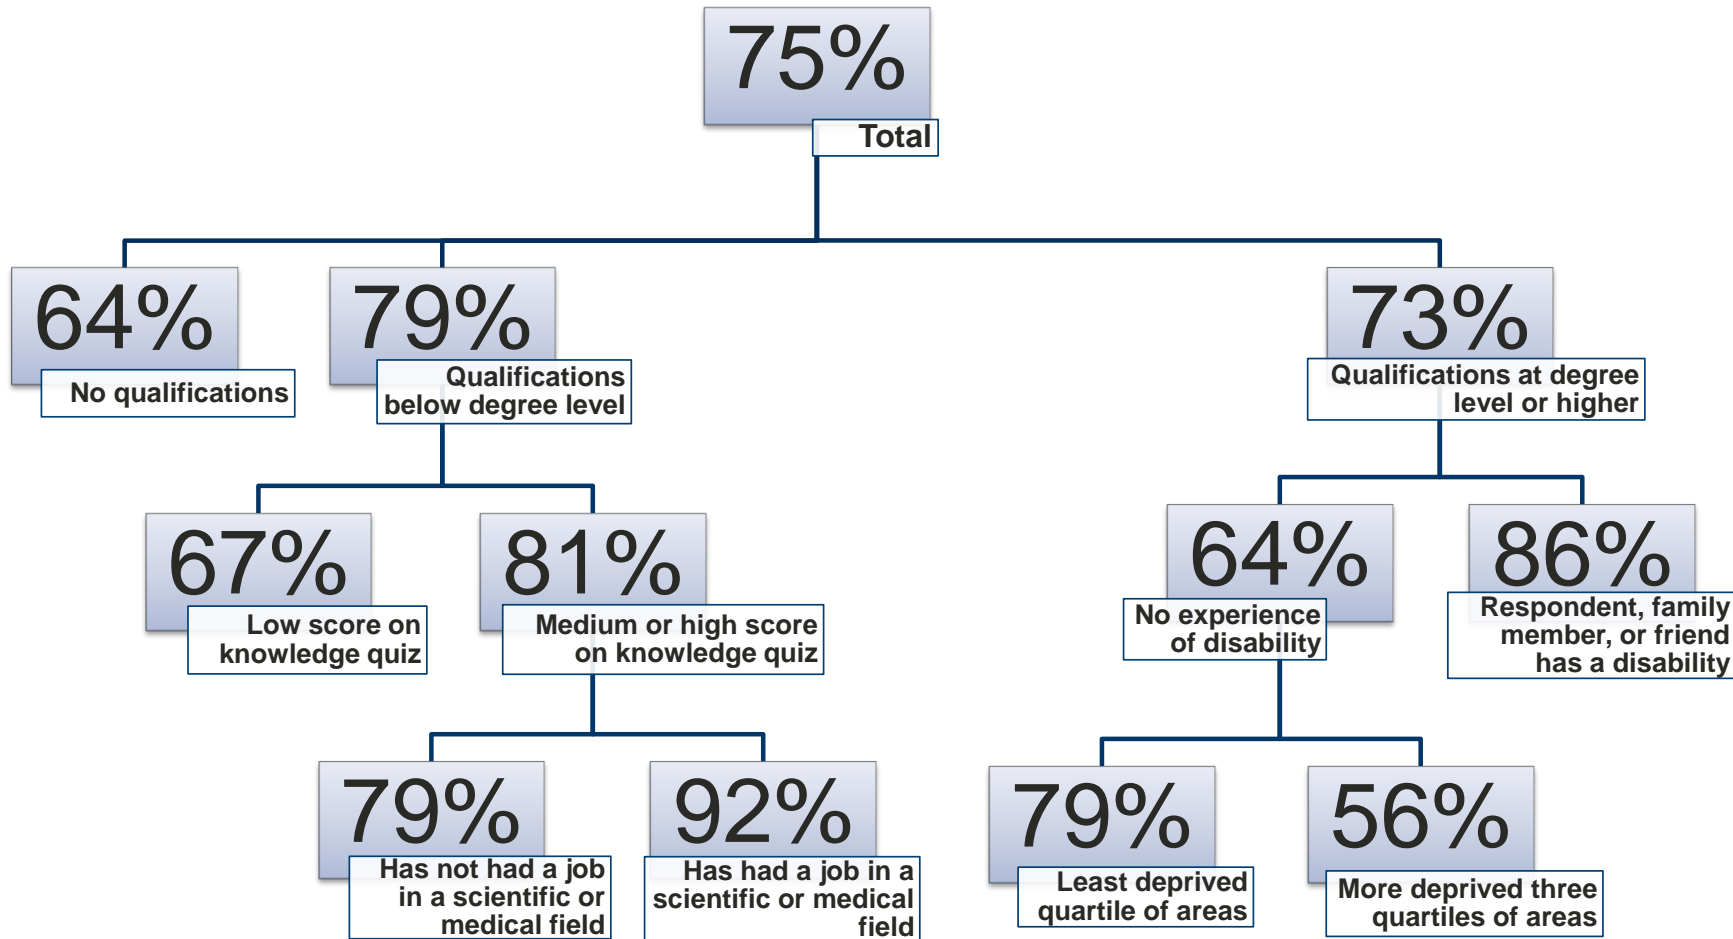 75%
Total
64%
No qualifications
79%
Qualifications
below degree level
73%
Qualifications at degree
level or higher
67%
Low score on
knowledge quiz
81%
Medium or high score
on knowledge quiz
64%
No experience
of disability
86%
Respondent, family
member, or friend
has a disability
79%
Has not had a job
in a scientific or
medical field
92%
Has had a job in a
scientific or medical
field
79%
Least deprived
quartile of areas
56%
More deprived three
quartiles of areas